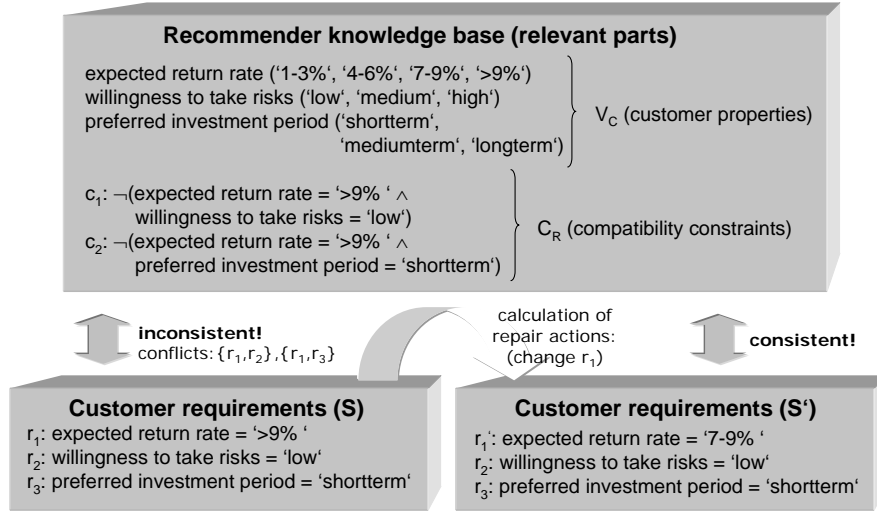 Recommender knowledge base (relevant parts)
expected return rate (‘1-3%‘, ‘4-6%‘, ‘7-9%‘, ‘>9%‘)
willingness to take risks (‘low‘, ‘medium‘, ‘high‘)
preferred investment period (‘shortterm‘,
‘mediumterm‘, ‘longterm‘)
V_C (customer properties)
c₁: ¬(expected return rate = ‘>9% ‘ ∧
willingness to take risks = ‘low‘)
c₂: ¬(expected return rate = ‘>9% ‘ ∧
preferred investment period = ‘shortterm‘)
C_R (compatibility constraints)
inconsistent!
conflicts: {r₁,r₂},{r₁,r₃}
calculation of
repair actions:
(change r₁)
consistent!
Customer requirements (S)
r₁: expected return rate = ‘>9% ‘
r₂: willingness to take risks = ‘low‘
r₃: preferred investment period = ‘shortterm‘
Customer requirements (S‘)
r₁‘: expected return rate = ‘7-9% ‘
r₂: willingness to take risks = ‘low‘
r₃: preferred investment period = ‘shortterm‘